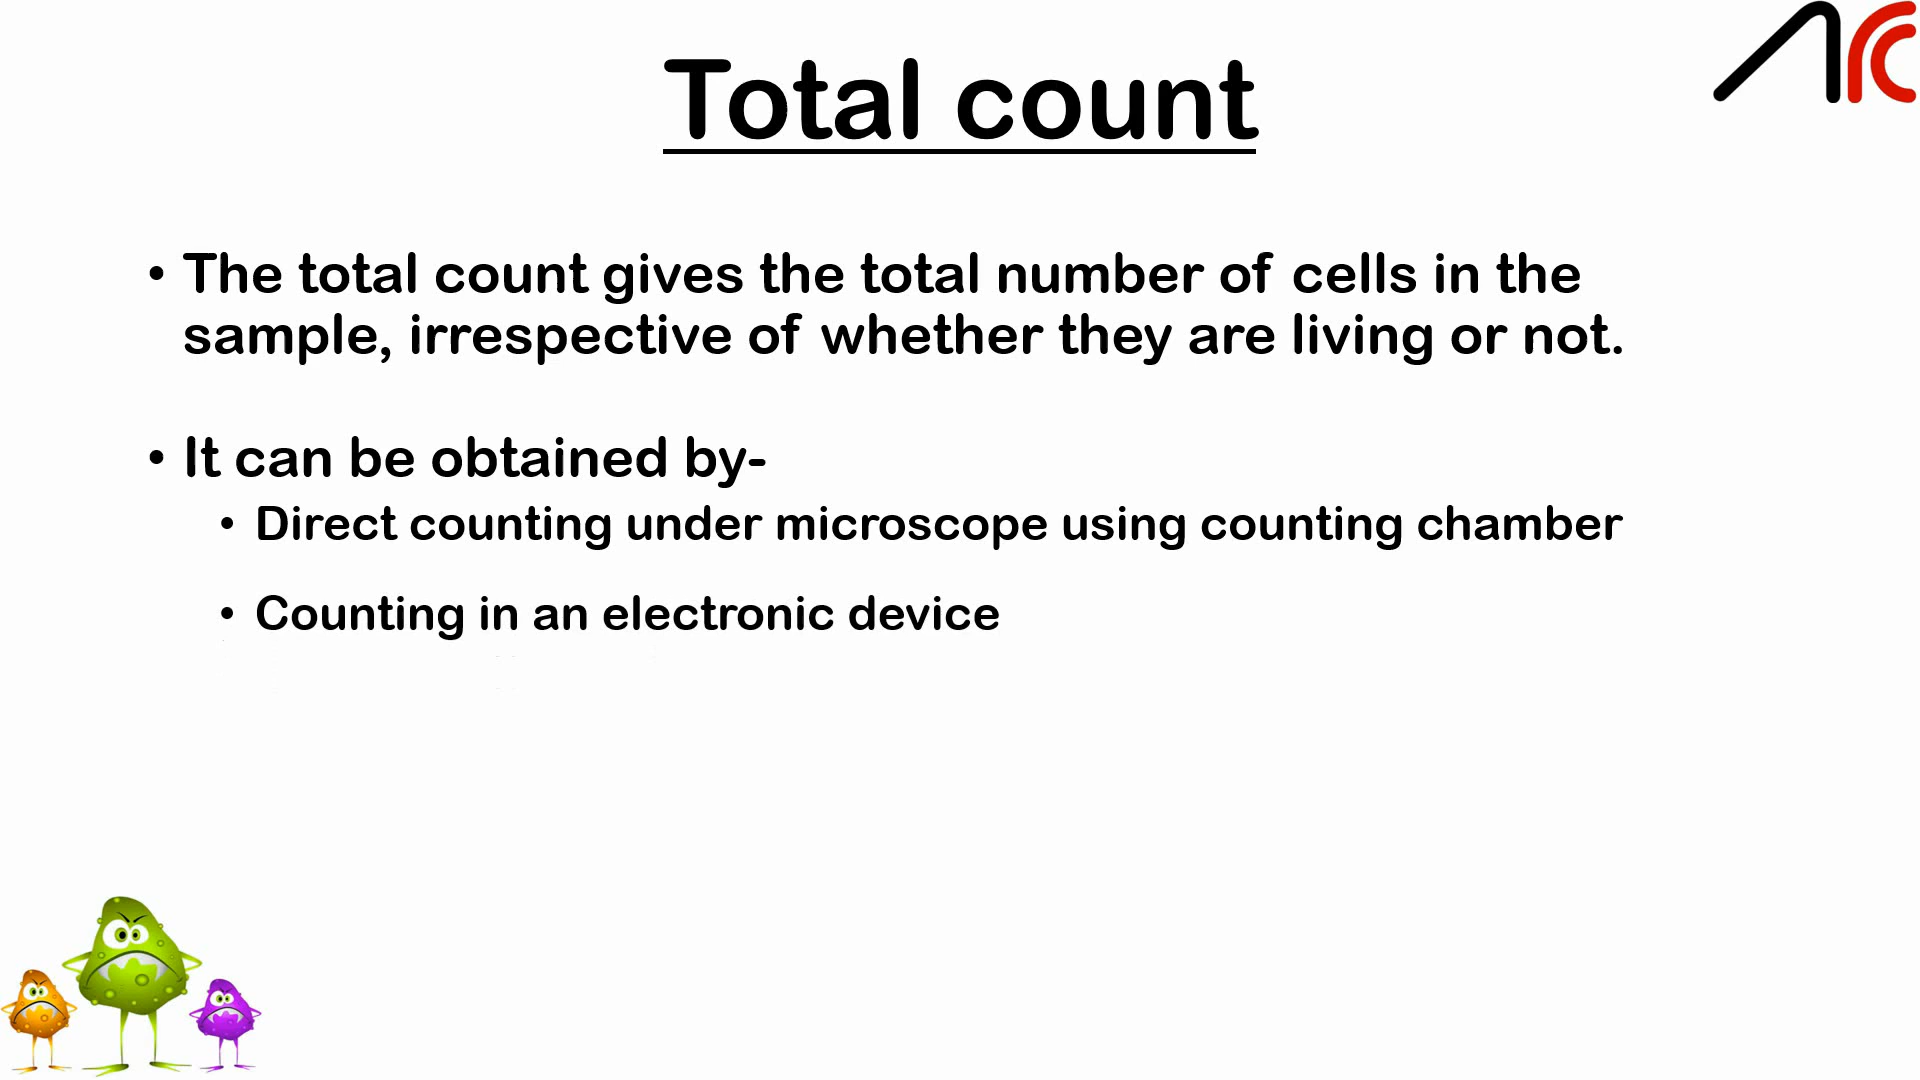 Total count
• The total count gives the total number of cells in the
sample, irrespective of whether they are living or not.
• It can be obtained by-
• Direct counting under microscope using counting chamber
• Counting in an electronic device